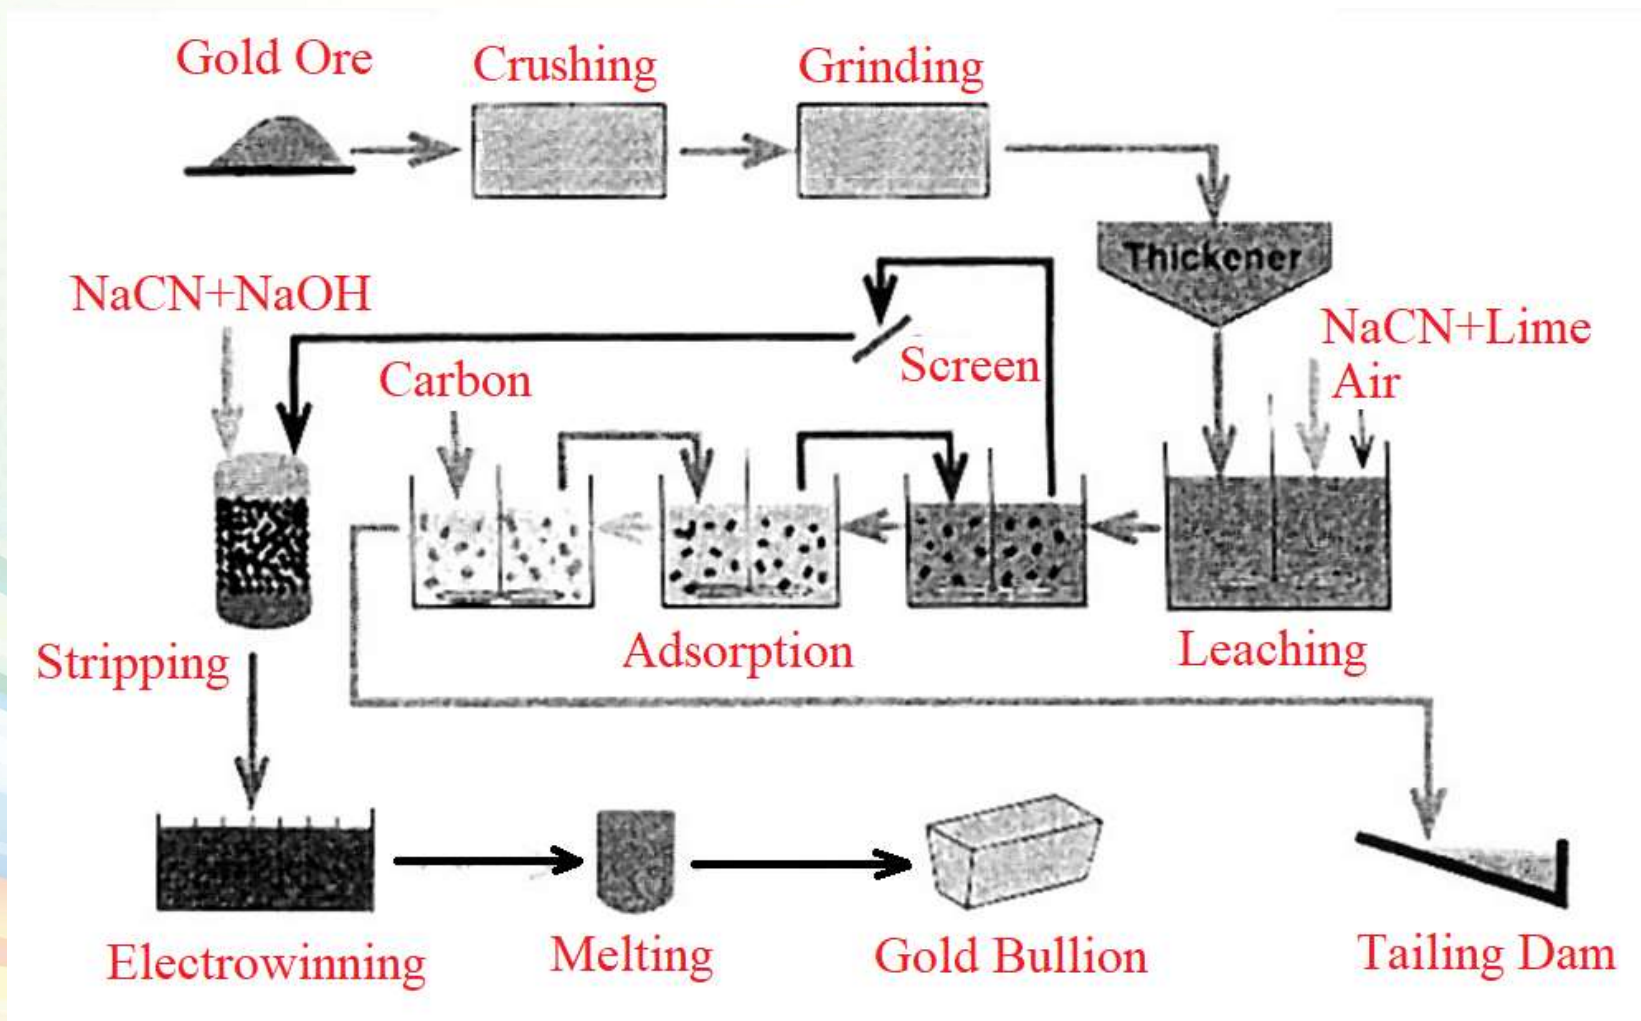 Gold Ore
Crushing
Grinding
Thickener
NaCN+NaOH
NaCN+Lime
Air
Screen
Carbon
Stripping
Adsorption
Leaching
Electrowinning
Melting
Gold Bullion
Tailing Dam